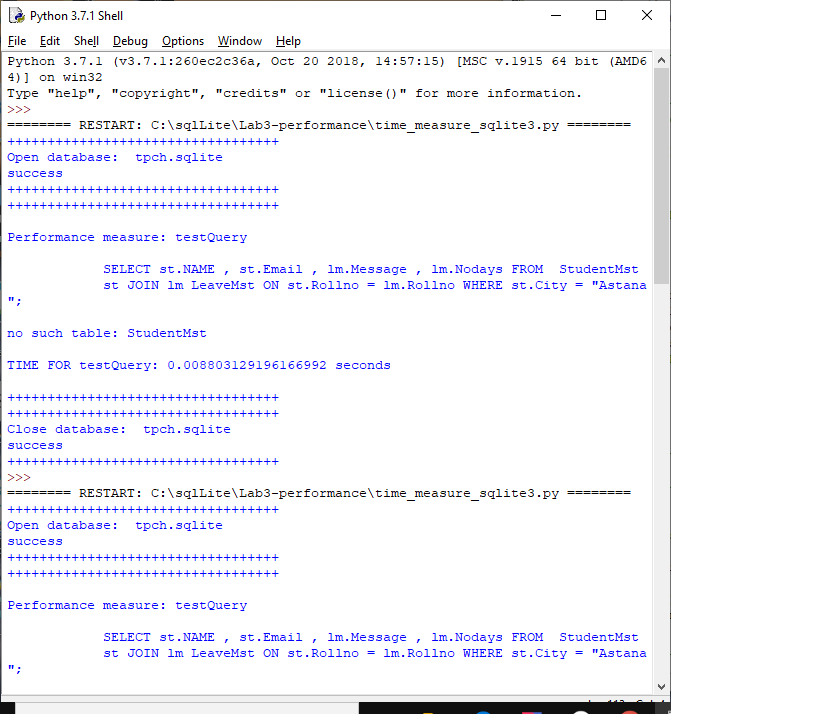 Python 3.7.1 Shell
File Edit Shell Debug Options Window Help
Python 3.7.1 (v3.7.1:260ec2c36a, Oct 20 2018, 14:57:15) [MSC v.1915 64 bit (AMD6
4)] on win32
Type "help", "copyright", "credits" or "license()" for more information.
>>>
======== RESTART: C:\sqlLite\Lab3-performance\time_measure_sqlite3.py ========
++++++++++++++++++++++++++++++++++
Open database:  tpch.sqlite
success
++++++++++++++++++++++++++++++++++
++++++++++++++++++++++++++++++++++
Performance measure: testQuery
SELECT st.NAME , st.Email , lm.Message , lm.Nodays FROM  StudentMst
st JOIN lm LeaveMst ON st.Rollno = lm.Rollno WHERE st.City = "Astana
";
no such table: StudentMst
TIME FOR testQuery: 0.008803129196166992 seconds
++++++++++++++++++++++++++++++++++
++++++++++++++++++++++++++++++++++
Close database:  tpch.sqlite
success
++++++++++++++++++++++++++++++++++
>>>
======== RESTART: C:\sqlLite\Lab3-performance\time_measure_sqlite3.py ========
++++++++++++++++++++++++++++++++++
Open database:  tpch.sqlite
success
++++++++++++++++++++++++++++++++++
++++++++++++++++++++++++++++++++++
Performance measure: testQuery
SELECT st.NAME , st.Email , lm.Message , lm.Nodays FROM  StudentMst
st JOIN lm LeaveMst ON st.Rollno = lm.Rollno WHERE st.City = "Astana
";